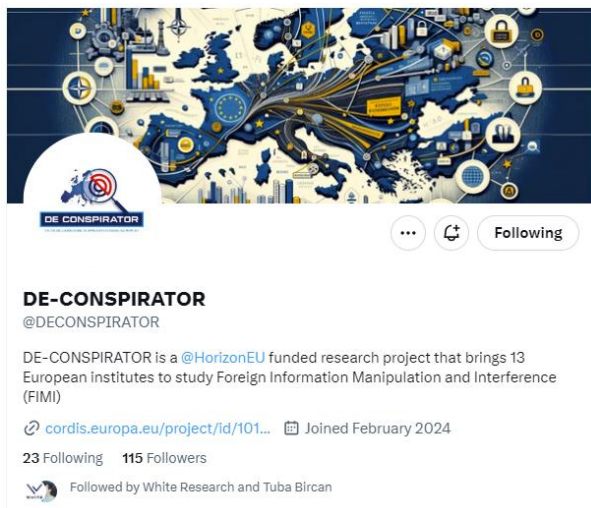 DE CONSPIRATOR
Following
DE-CONSPIRATOR
@DECONSPIRATOR
DE-CONSPIRATOR is a @HorizonEU funded research project that brings 13
European institutes to study Foreign Information Manipulation and Interference
(FIMI)
cordis.europa.eu/project/id/101... Joined February 2024
23 Following 115 Followers
Followed by White Research and Tuba Bircan